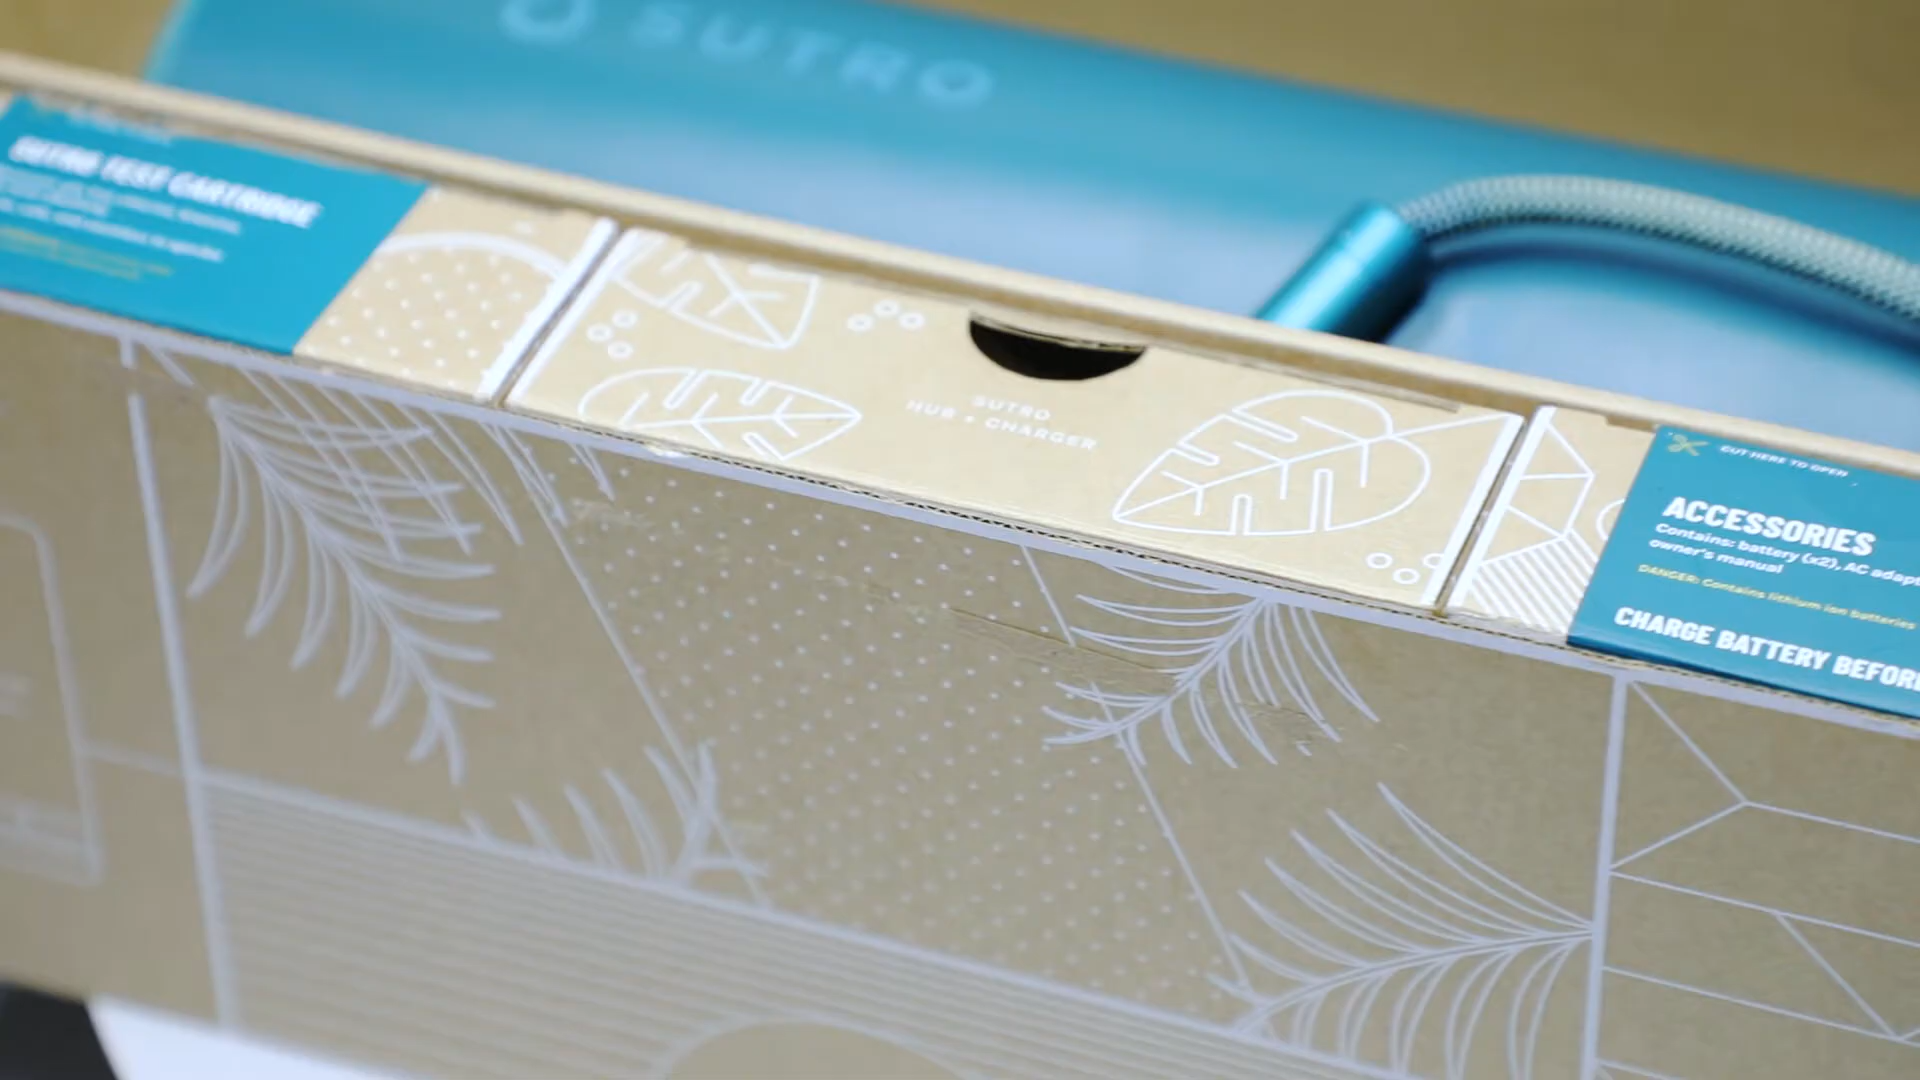 SUTRO
SUTRO TEST CARTRIDGE
SUTRO
HUB + CHARGER
CUT HERE TO OPEN
ACCESSORIES
Contains: battery (x2), AC adapt
owner's manual
DANGER: Contains lithium ion batteries
CHARGE BATTERY BEFOR